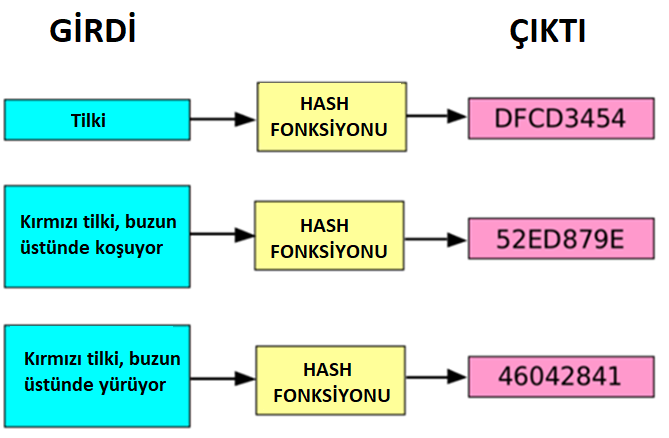 GİRDİ
ÇIKTI
Tilki
HASH
FONKSİYONU
DFCD3454
Kırmızı tilki, buzun
üstünde koşuyor
HASH
FONKSİYONU
52ED879E
Kırmızı tilki, buzun
üstünde yürüyor
HASH
FONKSİYONU
46042841